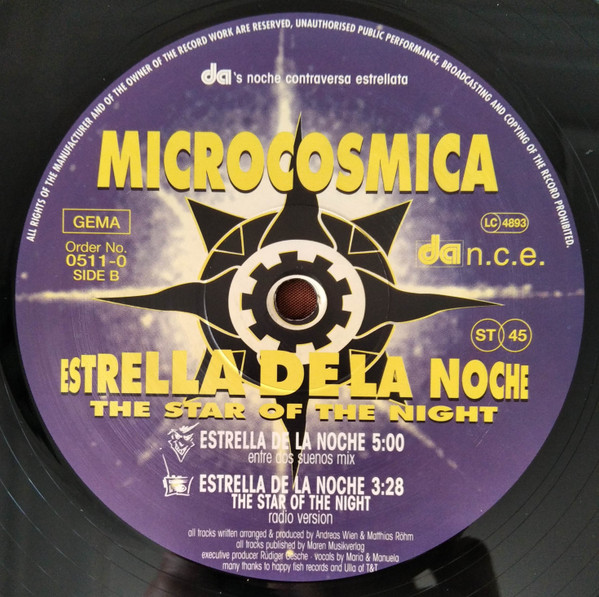 ALL RIGHTS OF THE MANUFACTURER AND OF THE OWNER OF THE RECORD WORK ARE RESERVED, UNAUTHORISED PUBLIC PERFORMANCE, BROADCASTING AND COPYING OF THE RECORD PROHIBITED.
da's noche contraversa estrellata
MICROCOSMICA
GEMA
Order No.
0511-0
SIDE B
LC 4893
da n.c.e.
ST 45
ESTRELLA DE LA NOCHE
THE STAR OF THE NIGHT
ESTRELLA DE LA NOCHE 5:00
entre dos suenos mix
ESTRELLA DE LA NOCHE 3:28
THE STAR OF THE NIGHT
radio version
all tracks written arranged & produced by Andreas Wien & Matthias Röhm
all tracks published by Maren Musikverlag
executive producer Rüdiger Gesche - vocals by Maria & Manuela
many thanks to happy fish records and Ulla of T&T